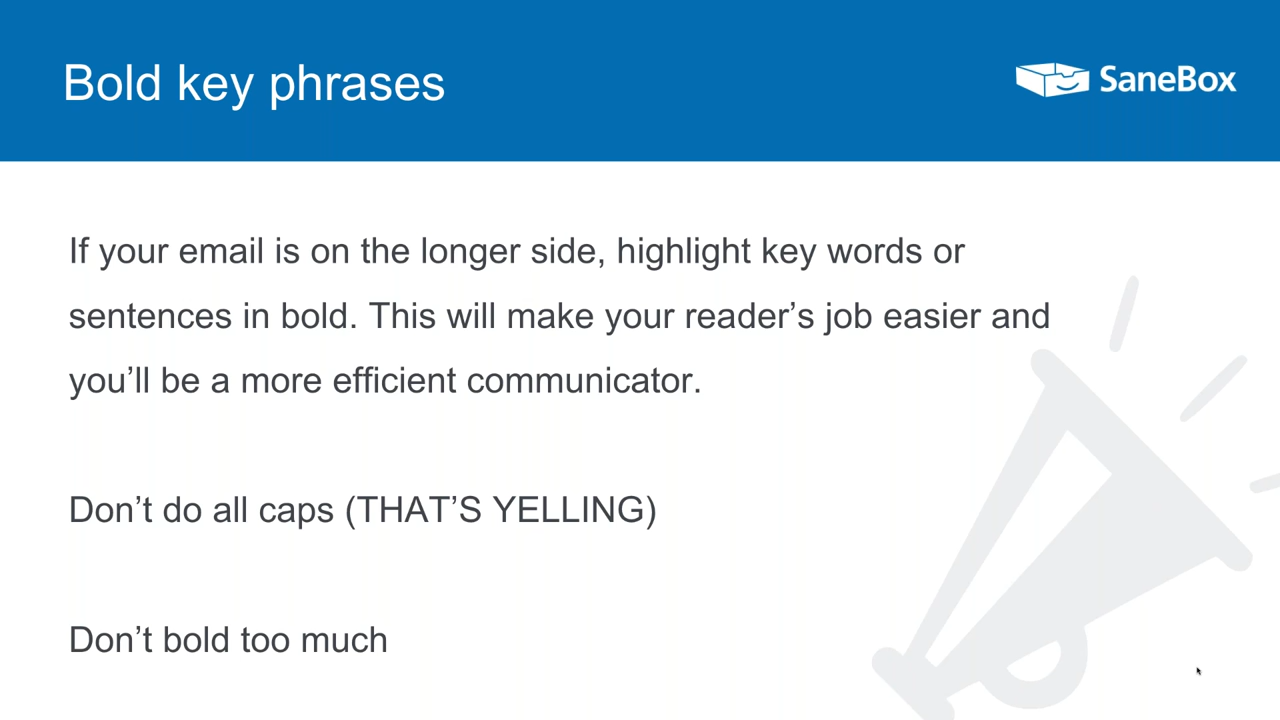 Bold key phrases
SaneBox
If your email is on the longer side, highlight key words or
sentences in bold. This will make your reader’s job easier and
you’ll be a more efficient communicator.
Don’t do all caps (THAT’S YELLING)
Don’t bold too much